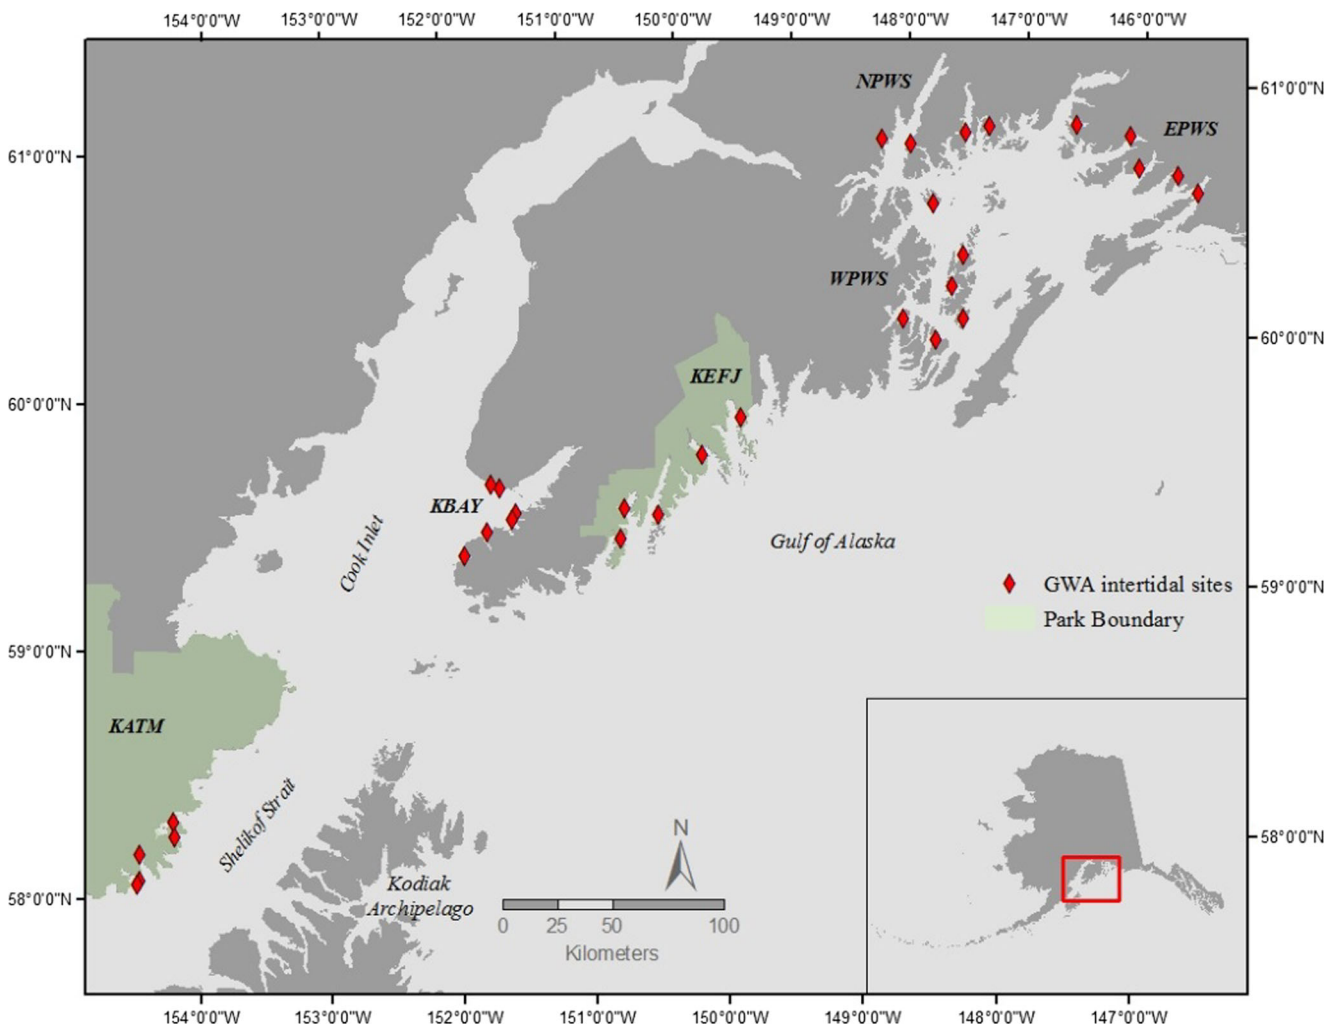 154°0'0"W 153°0'0"W 152°0'0"W 151°0'0"W 150°0'0"W 149°0'0"W 148°0'0"W 147°0'0"W 146°0'0"W
NPWS
61°0'0"N
EPWS
61°0'0"N
WPWS
60°0'0"N
KEFJ
60°0'0"N
KBAY
Cook Inlet
Gulf of Alaska
GWA intertidal sites
59°0'0"N
Park Boundary
59°0'0"N
KATM
Shelikof Strait
N
58°0'0"N
Kodiak
Archipelago
58°0'0"N
0 25 50 100
Kilometers
154°0'0"W 153°0'0"W 152°0'0"W 151°0'0"W 150°0'0"W 149°0'0"W 148°0'0"W 147°0'0"W